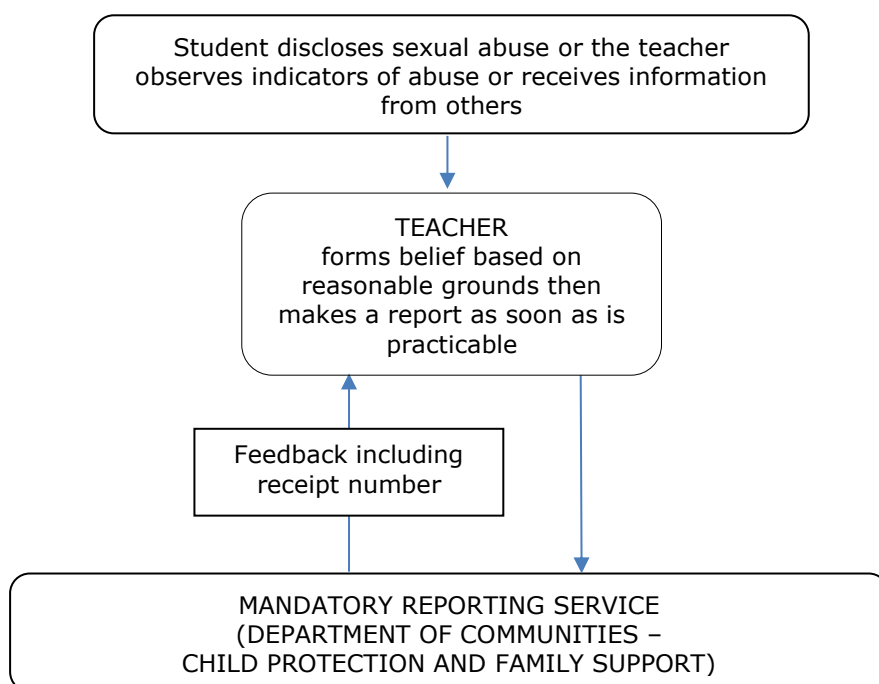 Student discloses sexual abuse or the teacher
observes indicators of abuse or receives information
from others
TEACHER
forms belief based on
reasonable grounds then
makes a report as soon as is
practicable
Feedback including
receipt number
MANDATORY REPORTING SERVICE
(DEPARTMENT OF COMMUNITIES –
CHILD PROTECTION AND FAMILY SUPPORT)